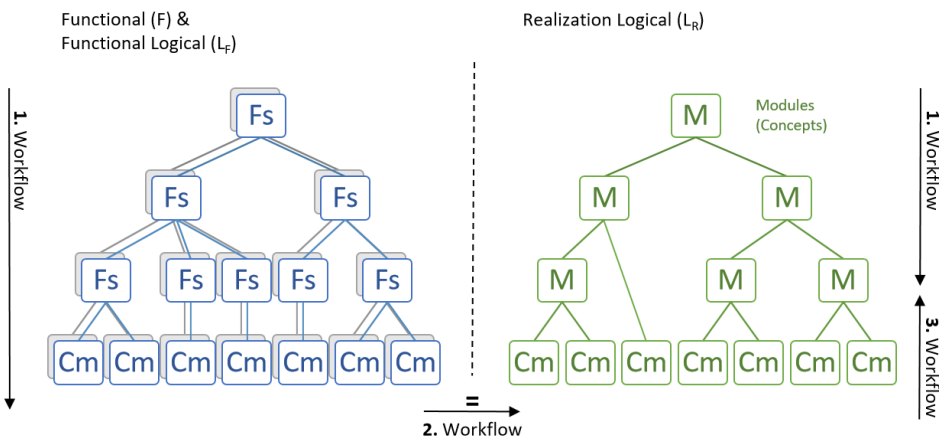 Functional (F) &
Functional Logical (LF)
Realization Logical (LR)
1. Workflow
Fs
Fs Fs
Fs Fs Fs Fs Fs
Cm Cm Cm Cm Cm Cm Cm
M
Modules
(Concepts)
M M
M M M
Cm Cm Cm Cm Cm Cm Cm
1. Workflow
3. Workflow
=
2. Workflow